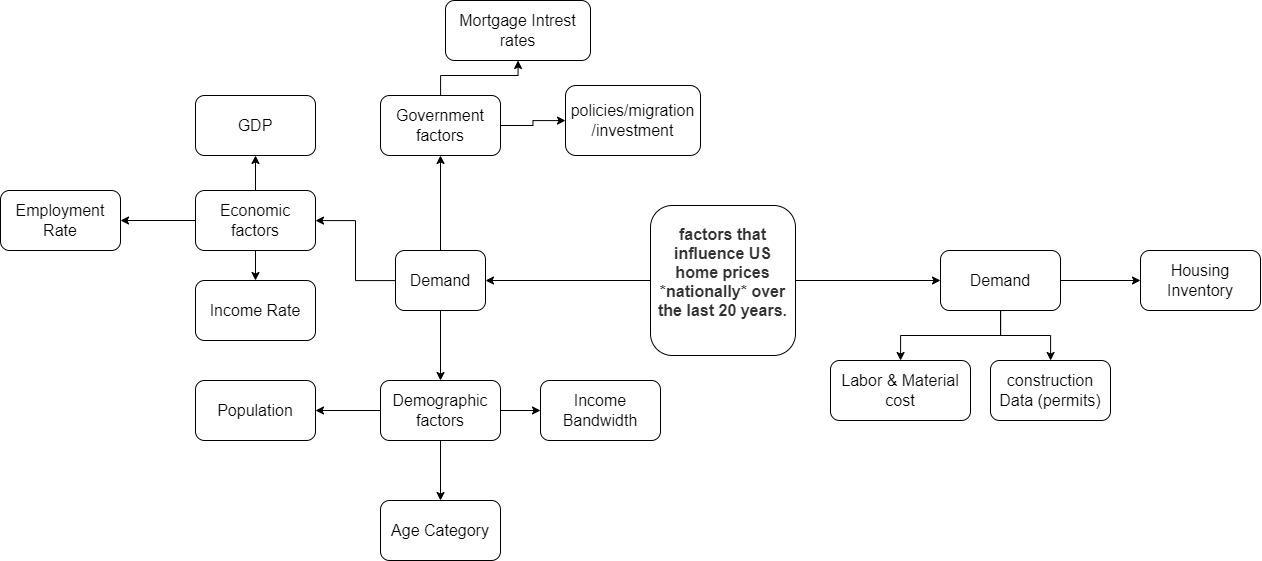 Mortgage Intrest
rates
GDP
Government
factors
policies/migration
/investment
Employment
Rate
Economic
factors
factors that
influence US
home prices
*nationally* over
the last 20 years.
Demand
Demand
Housing
Inventory
Income Rate
Labor & Material
cost
construction
Data (permits)
Population
Demographic
factors
Income
Bandwidth
Age Category